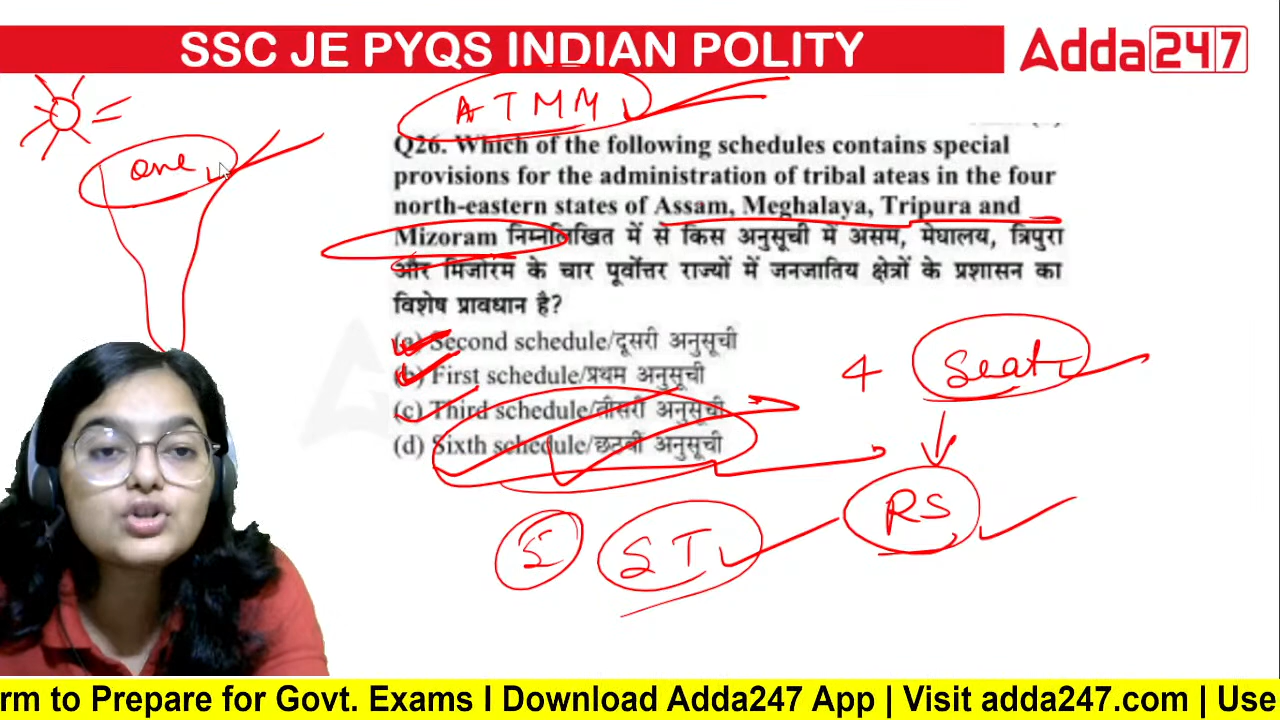 SSC JE PYQS INDIAN POLITY
Adda247
A T M M
one
Q26. Which of the following schedules contains special
provisions for the administration of tribal ateas in the four
north-eastern states of Assam, Meghalaya, Tripura and
Mizoram निम्नलिखित में से किस अनुसूची में असम, मेघालय, त्रिपुरा
और मिजोरम के चार पूर्वोत्तर राज्यों में जनजातिय क्षेत्रों के प्रशासन का
विशेष प्रावधान है?
(a) Second schedule/दूसरी अनुसूची
(b) First schedule/प्रथम अनुसूची
(c) Third schedule/तीसरी अनुसूची
(d) Sixth schedule/छठवीं अनुसूची
4 Seat
RS
5 ST
rm to Prepare for Govt. Exams I Download Adda247 App | Visit adda247.com | Use